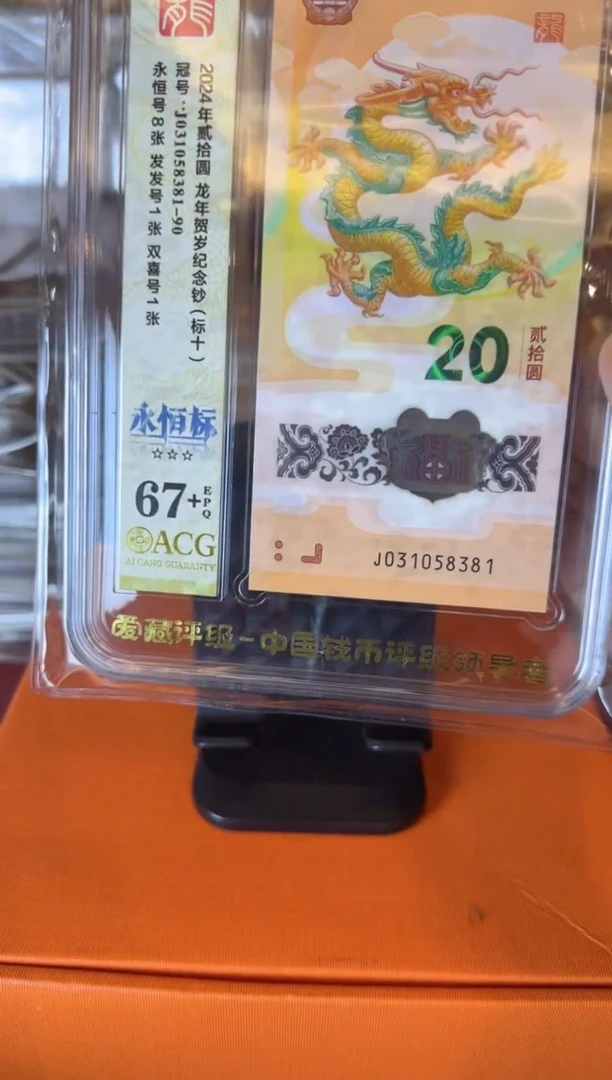 龍
2024年贰拾圆 龙年贺岁纪念钞（标十）
冠号：J031058381-90
永恒号8张 发发号1张 双喜号1张
永恒标
☆☆☆
67+EPQ
ACG
AI CANG GUARANTY
龍
20
贰拾圆
J031058381
爱藏评级-中国钱币评级领导者